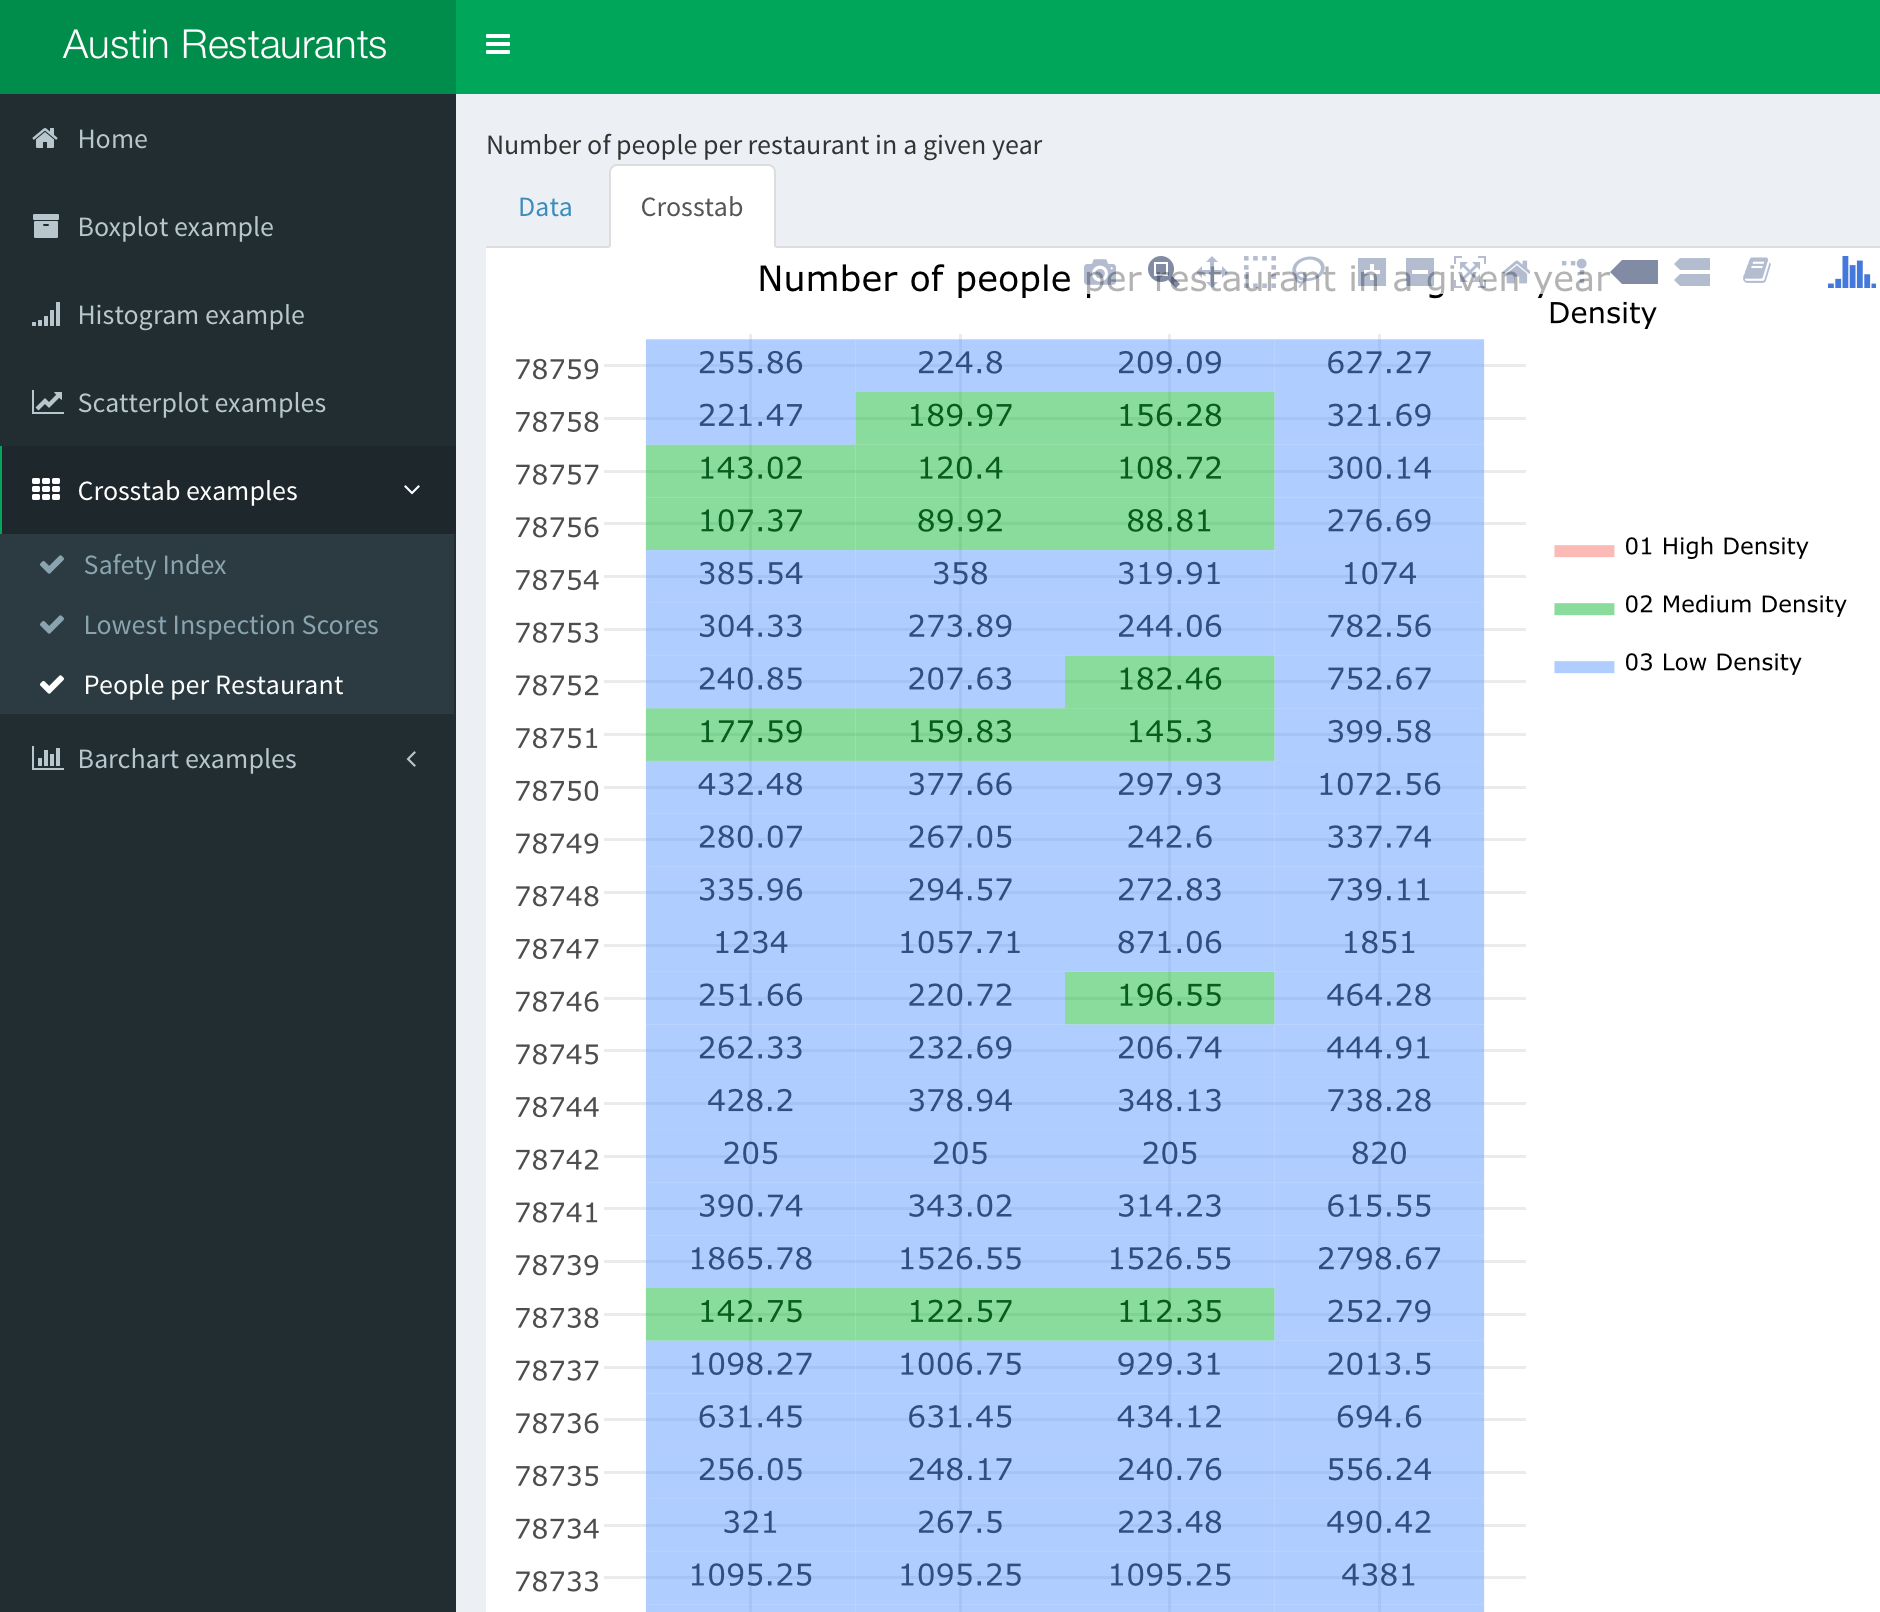 Austin Restaurants
Home
Boxplot example
Histogram example
Scatterplot examples
Crosstab examples
Safety Index
Lowest Inspection Scores
People per Restaurant
Barchart examples
Number of people per restaurant in a given year
Data Crosstab
Number of people per restaurant in a given year
Density
78759 255.86 224.8 209.09 627.27
78758 221.47 189.97 156.28 321.69
78757 143.02 120.4 108.72 300.14
78756 107.37 89.92 88.81 276.69
78754 385.54 358 319.91 1074
78753 304.33 273.89 244.06 782.56
78752 240.85 207.63 182.46 752.67
78751 177.59 159.83 145.3 399.58
78750 432.48 377.66 297.93 1072.56
78749 280.07 267.05 242.6 337.74
78748 335.96 294.57 272.83 739.11
78747 1234 1057.71 871.06 1851
78746 251.66 220.72 196.55 464.28
78745 262.33 232.69 206.74 444.91
78744 428.2 378.94 348.13 738.28
78742 205 205 205 820
78741 390.74 343.02 314.23 615.55
78739 1865.78 1526.55 1526.55 2798.67
78738 142.75 122.57 112.35 252.79
78737 1098.27 1006.75 929.31 2013.5
78736 631.45 631.45 434.12 694.6
78735 256.05 248.17 240.76 556.24
78734 321 267.5 223.48 490.42
78733 1095.25 1095.25 1095.25 4381
01 High Density
02 Medium Density
03 Low Density